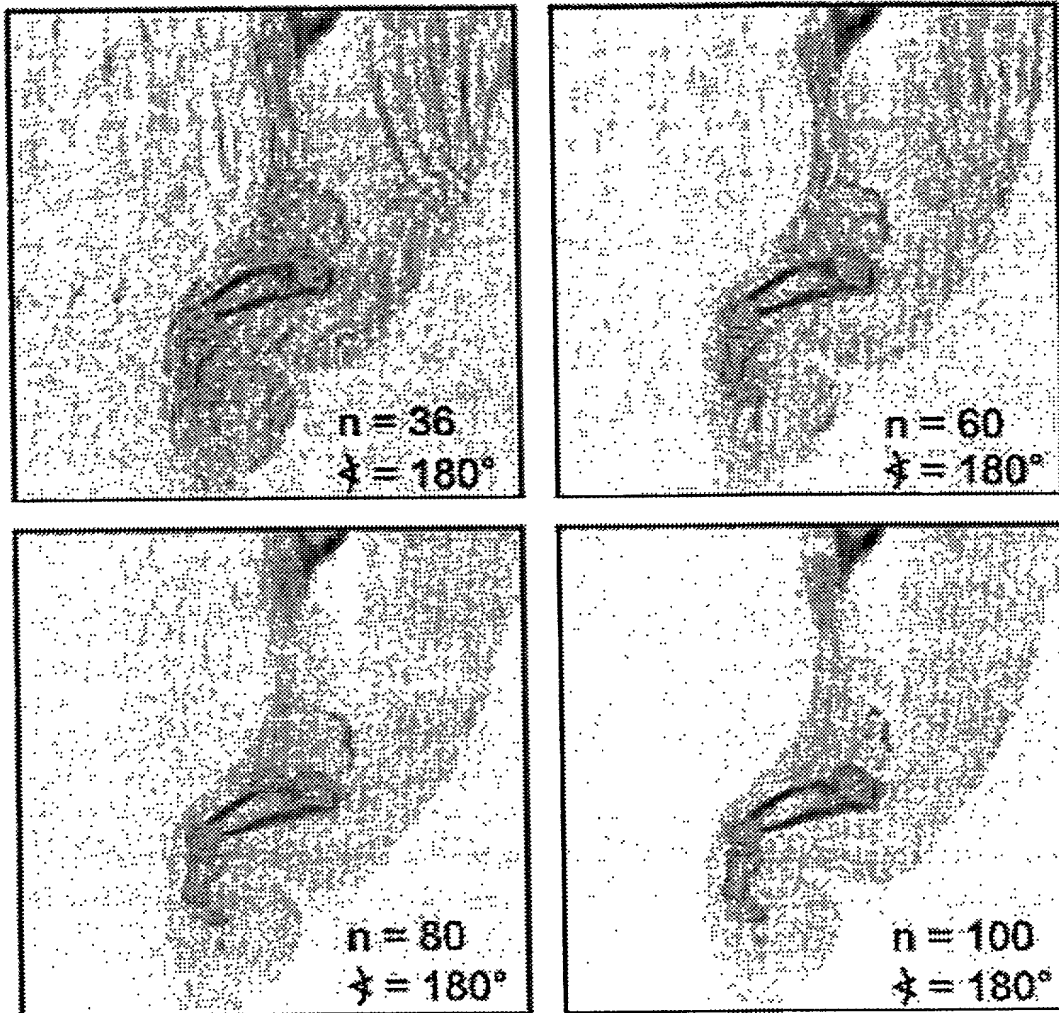 n = 36
∢ = 180°
n = 60
∢ = 180°
n = 80
∢ = 180°
n = 100
∢ = 180°